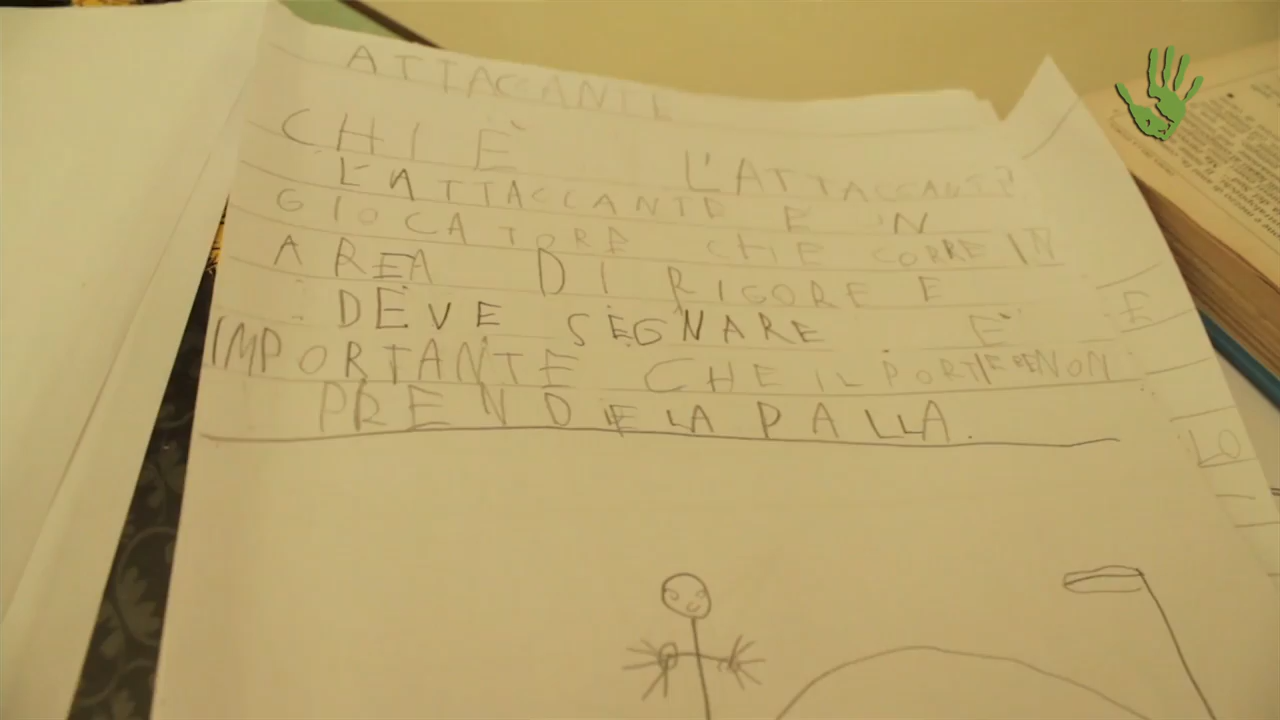 ATTACCANTE
CHI È L'ATTACCANTE?
L'ATTACCANTE E UN
GIOCATORE CHE CORRE IN
AREA DI RIGORE E
DEVE SEGNARE. E'
IMPORTANTE CHE IL PORTIERE NON
PRENDE LA PALLA.
E
LO